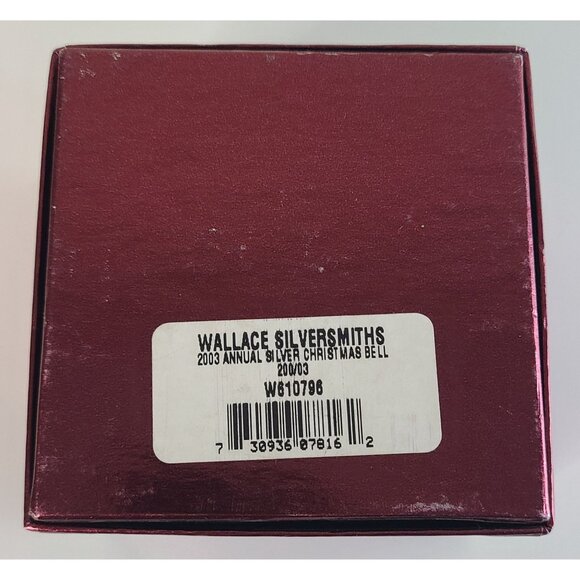 WALLACE SILVERSMITHS
2003 ANNUAL SILVER CHRISTMAS BELL
200/03
W610796
7 30936 07816 2